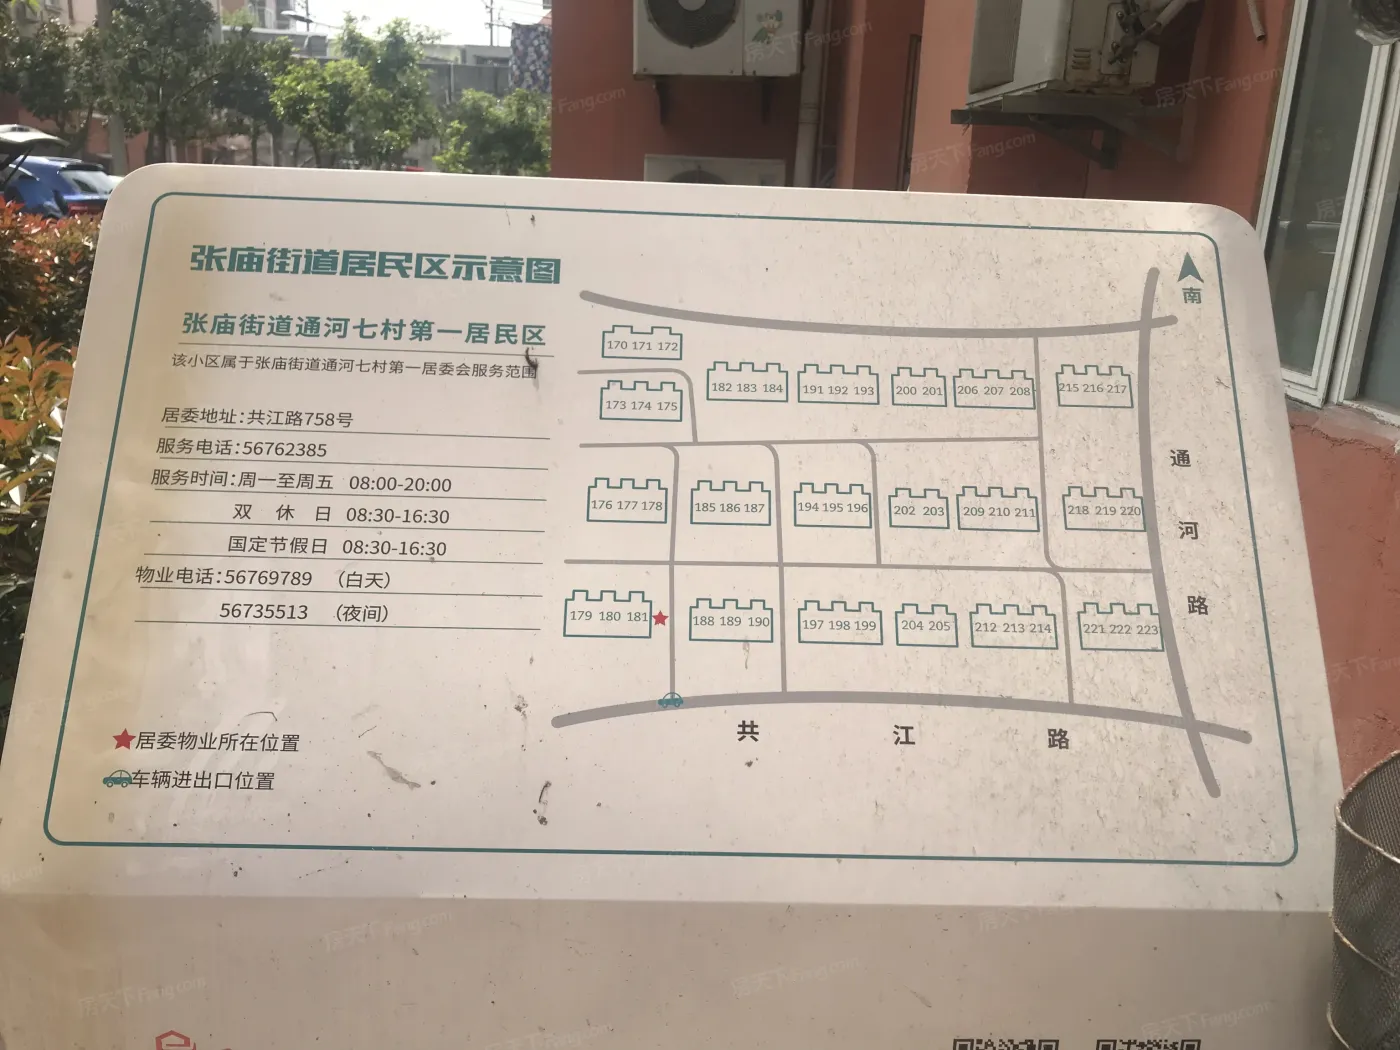 张庙街道居民区示意图
张庙街道通河七村第一居民区
该小区属于张庙街道通河七村第一居委会服务范围
居委地址:共江路758号
服务电话:56762385
服务时间:周一至周五 08:00-20:00
双 休 日 08:30-16:30
国定节假日 08:30-16:30
物业电话:56769789 (白天)
56735513 (夜间)
居委物业所在位置
车辆进出口位置
南
170 171 172
173 174 175
182 183 184
191 192 193
200 201
206 207 208
215 216 217
176 177 178
185 186 187
194 195 196
202 203
209 210 211
218 219 220
179 180 181
188 189 190
197 198 199
204 205
212 213 214
221 222 223
通河路
共江路
房天下Fang.com